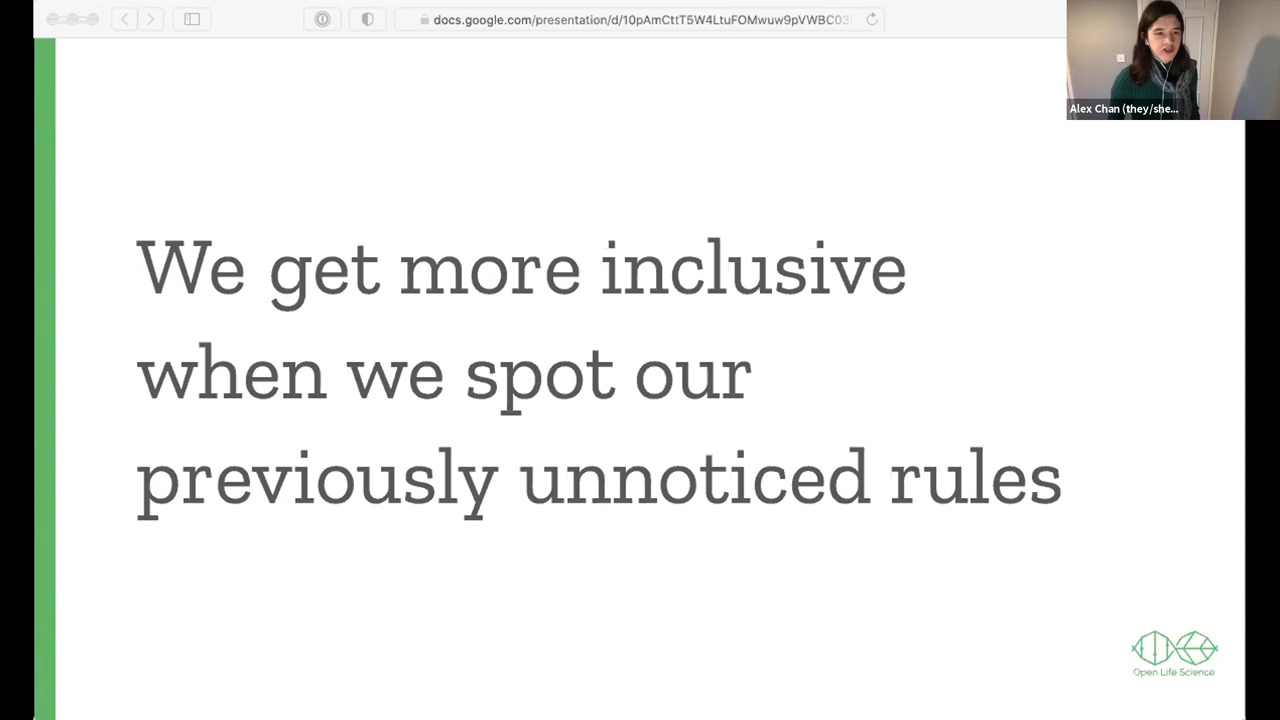 docs.google.com/presentation/d/10pAmCttT5W4LtuFOMwuw9pVWBC03
Alex Chan (they/she...
We get more inclusive
when we spot our
previously unnoticed rules
Open Life Science